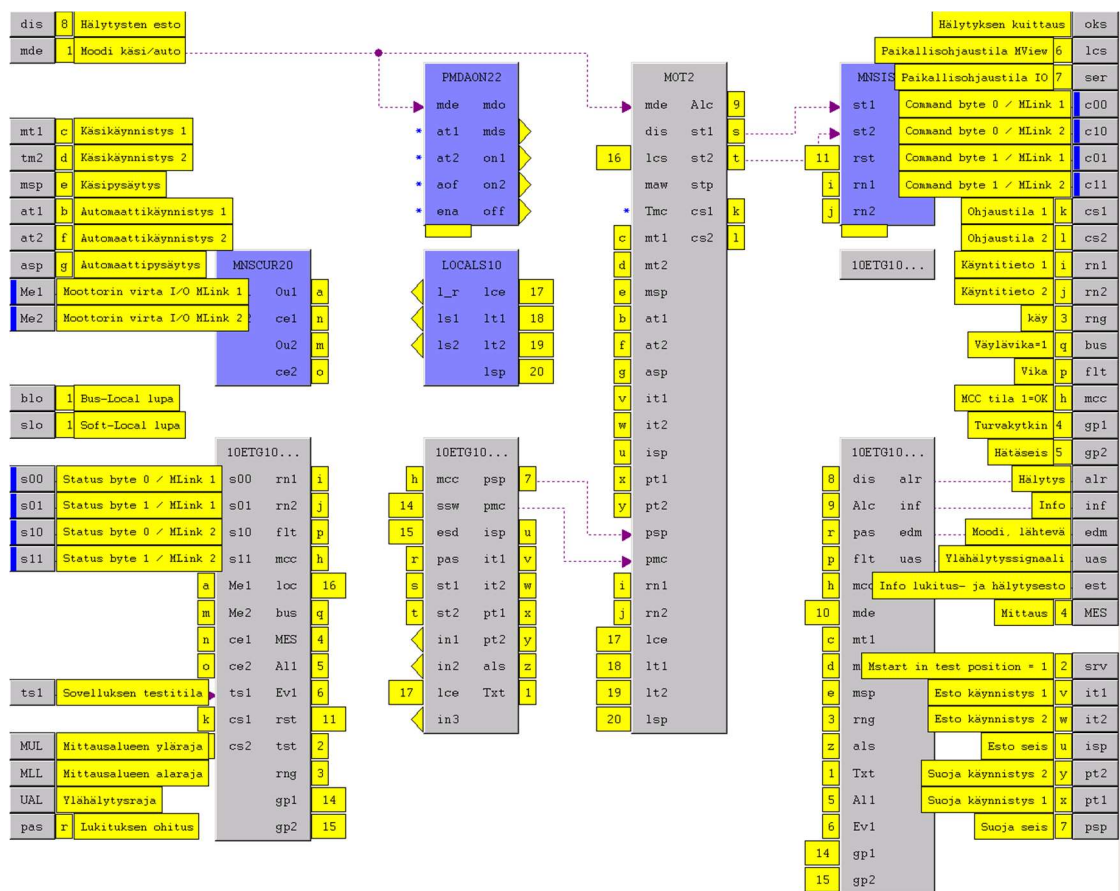 dis 8 Hälytysten esto
mde 1 Moodi käsi/auto
mt1 c Käsikäynnistys 1
tm2 d Käsikäynnistys 2
msp e Käsipysäytys
at1 b Automaattikäynnistys 1
at2 f Automaattikäynnistys 2
asp g Automaattipysäytys
Me1 Moottorin virta I/O MLink 1
Me2 Moottorin virta I/O MLink 2
blo 1 Bus-Local lupa
slo 1 Soft-Local lupa
s00 Status byte 0 / MLink 1
s01 Status byte 1 / MLink 1
s10 Status byte 0 / MLink 2
s11 Status byte 1 / MLink 2
ts1 Sovelluksen testitila
MUL Mittausalueen yläraja
MLL Mittausalueen alaraja
UAL Ylähälytysraja
pas r Lukituksen ohitus
MNSCUR20
Ou1 a
ce1 n
Ou2 m
ce2 o
10ETG10...
s00 rn1 i
s01 rn2 j
s10 flt p
s11 mcc h
a Me1 loc 16
m Me2 bus q
n ce1 MES 4
o ce2 Al1 5
ts1 Ev1 6
k cs1 rst 11
cs2 tst 2
rng 3
gp1 14
gp2 15
PMDAON22
mde mdo
* at1 mds
* at2 on1
* aof on2
* ena off
LOCALS10
l_r lce 17
ls1 lt1 18
ls2 lt2 19
lsp 20
10ETG10...
h mcc psp 7
14 ssw pmc
15 esd isp u
r pas it1 v
s st1 it2 w
t st2 pt1 x
in1 pt2 y
in2 als z
17 lce Txt 1
in3
MOT2
mde Alc 9
dis st1 s
16 lcs st2 t
maw stp
* Tmc cs1 k
c mt1 cs2 l
d mt2
e msp
b at1
f at2
g asp
v it1
w it2
u isp
x pt1
y pt2
psp
pmc
i rn1
j rn2
17 lce
18 lt1
19 lt2
20 lsp
MNSIS
st1
st2
11 rst
i rn1
j rn2
10ETG10...
10ETG10...
8 dis alr
9 Alc inf
r pas edm
p flt uas
h mcc
10 mde
c mt1
d m
e msp
3 rng
z als
1 Txt
5 Al1
6 Ev1
14 gp1
15 gp2
Hälytyksen kuittaus oks
Paikallisohjaustila MView 6 lcs
Paikallisohjaustila IO 7 ser
Command byte 0 / MLink 1 c00
Command byte 0 / MLink 2 c10
Command byte 1 / MLink 1 c01
Command byte 1 / MLink 2 c11
Ohjaustila 1 k cs1
Ohjaustila 2 l cs2
Käyntitieto 1 i rn1
Käyntitieto 2 j rn2
käy 3 rng
Väylävika=1 q bus
Vika p flt
MCC tila 1=OK h mcc
Turvakytkin 4 gp1
Hätäseis 5 gp2
Hälytys alr
Info inf
Moodi, lähtevä edm
Ylähälytyssignaali uas
Info lukitus- ja hälytysesto est
Mittaus 4 MES
Mstart in test position = 1 2 srv
Esto käynnistys 1 v it1
Esto käynnistys 2 w it2
Esto seis u isp
Suoja käynnistys 2 y pt2
Suoja käynnistys 1 x pt1
Suoja seis 7 psp